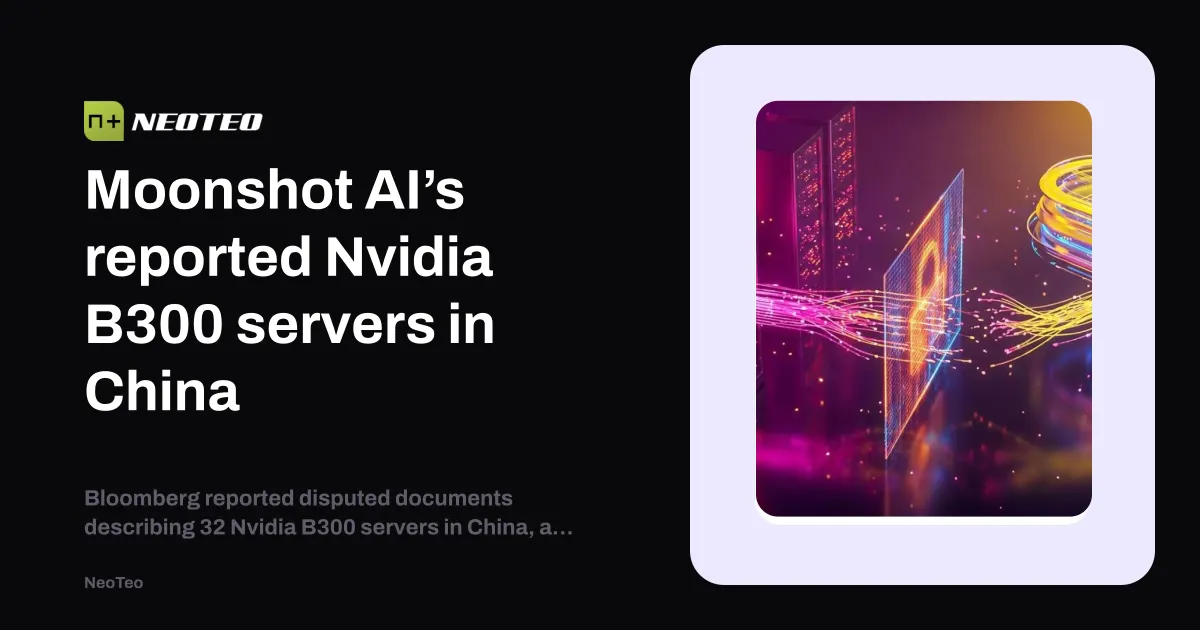 n+ NEOTEO
Moonshot AI’s
reported Nvidia
B300 servers in
China
Bloomberg reported disputed documents
describing 32 Nvidia B300 servers in China, a...
NeoTeo